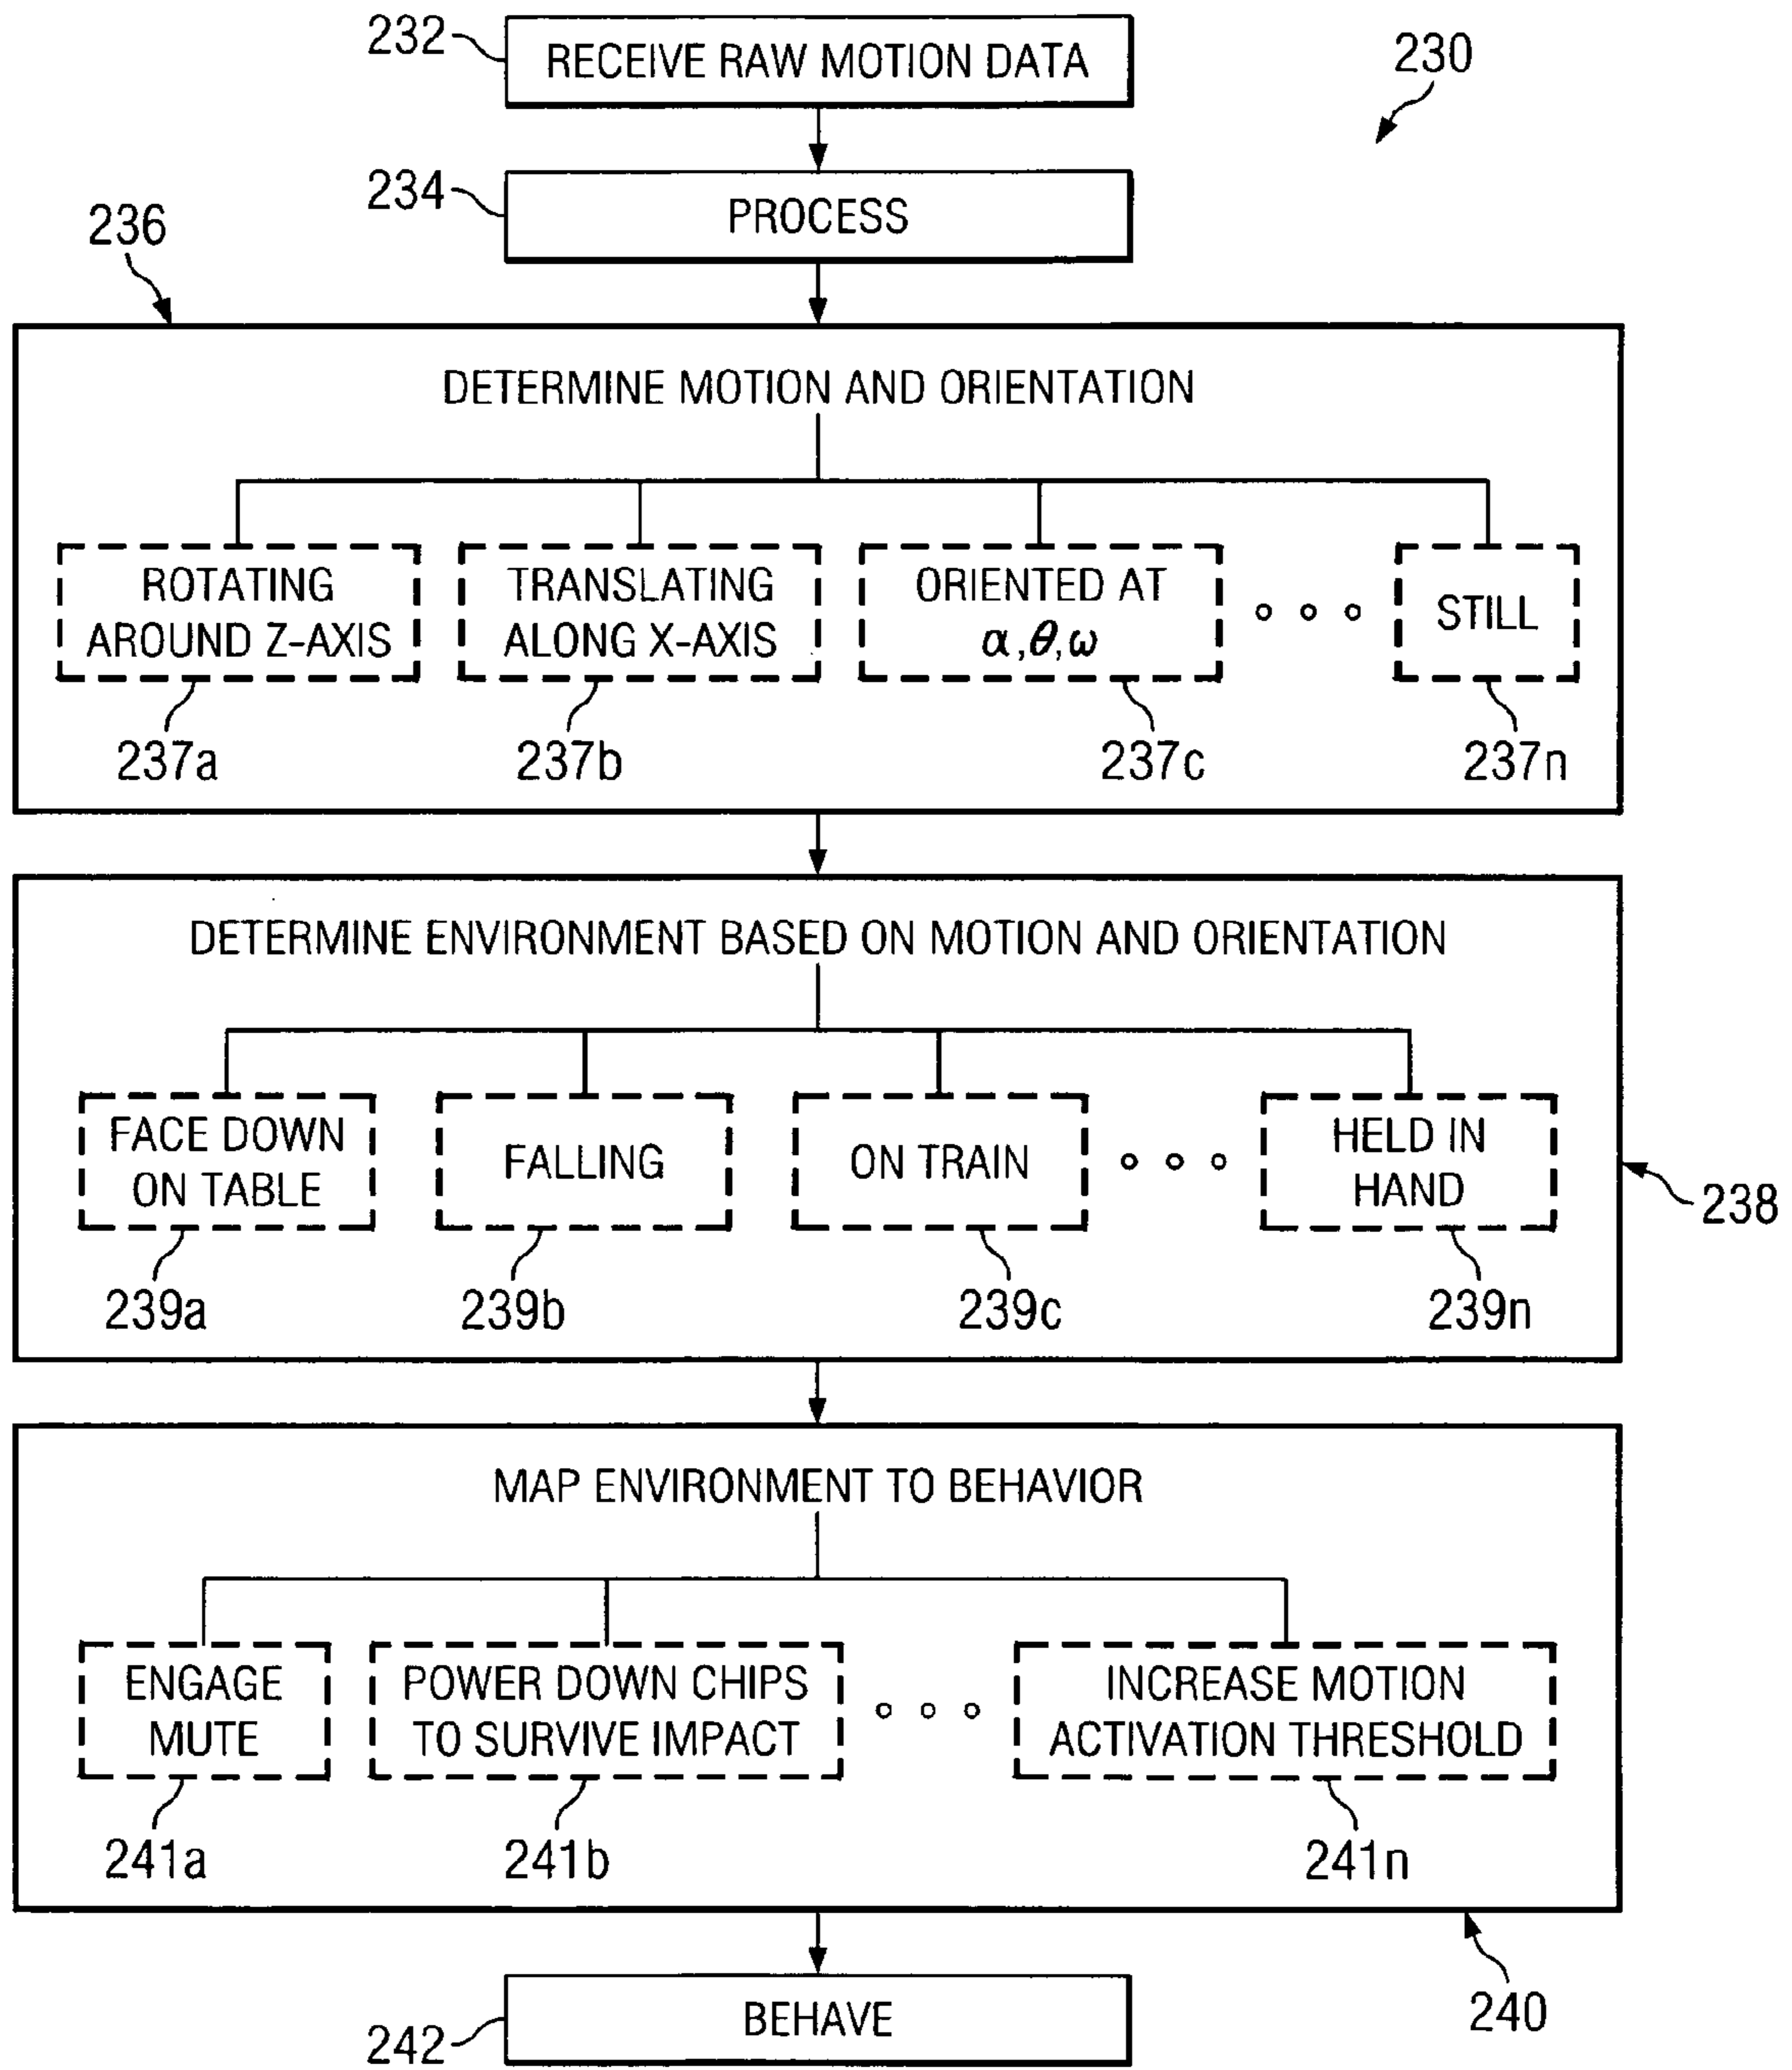 232
RECEIVE RAW MOTION DATA
230
234
PROCESS
236
DETERMINE MOTION AND ORIENTATION
ROTATING
AROUND Z-AXIS
TRANSLATING
ALONG X-AXIS
ORIENTED AT
α,θ,ω
STILL
237a
237b
237c
237n
DETERMINE ENVIRONMENT BASED ON MOTION AND ORIENTATION
FACE DOWN
ON TABLE
FALLING
ON TRAIN
HELD IN
HAND
238
239a
239b
239c
239n
MAP ENVIRONMENT TO BEHAVIOR
ENGAGE
MUTE
POWER DOWN CHIPS
TO SURVIVE IMPACT
INCREASE MOTION
ACTIVATION THRESHOLD
241a
241b
241n
240
242
BEHAVE